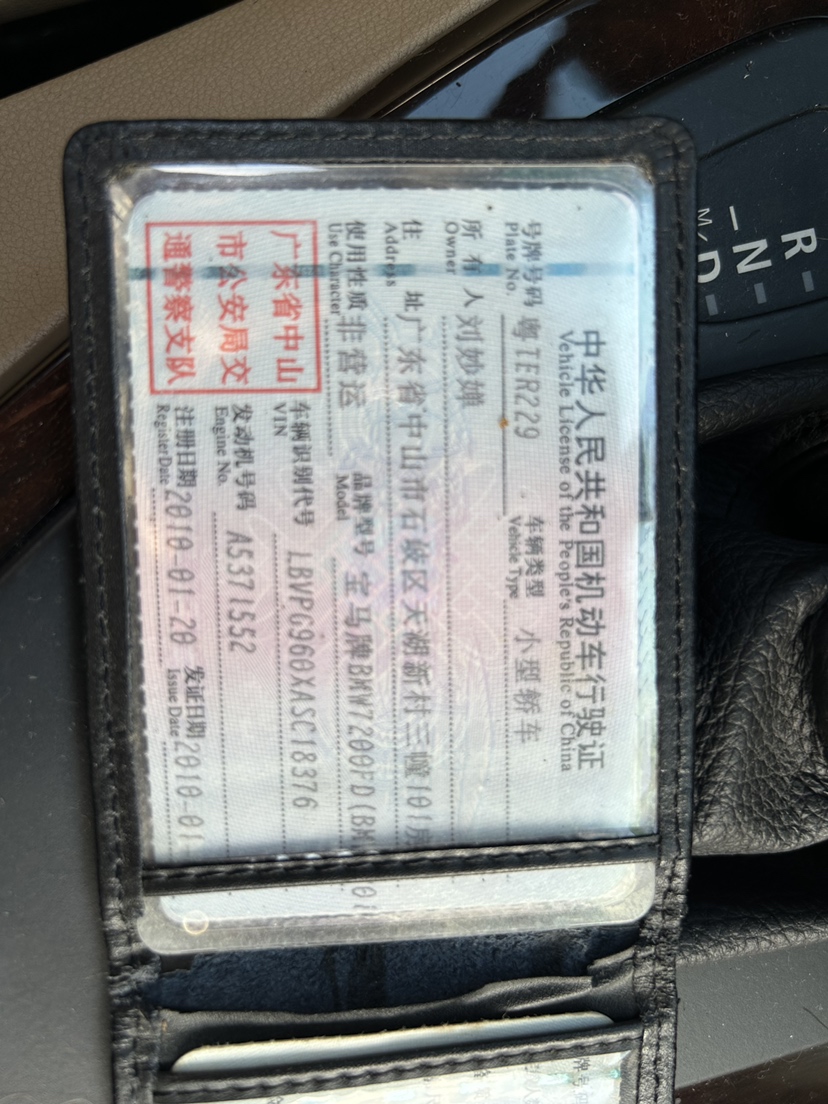 中华人民共和国机动车行驶证
Vehicle License of the People's Republic of China
号牌号码 粤TER229 车辆类型 小型轿车
Plate No. Vehicle Type
所有人 刘妙婵
Owner
住址 广东省中山市石岐区天湖新村三幢101房
Address
使用性质 非营运 品牌型号 宝马牌BMW7200FD(BM
Use Character Model
广东省中山
市公安局交
通警察支队
车辆识别代号 LBVPG960XASC18376
VIN
发动机号码 A5371552
Engine No.
注册日期 2010-01-20 发证日期 2010-01
Register Date Issue Date
R
N
D